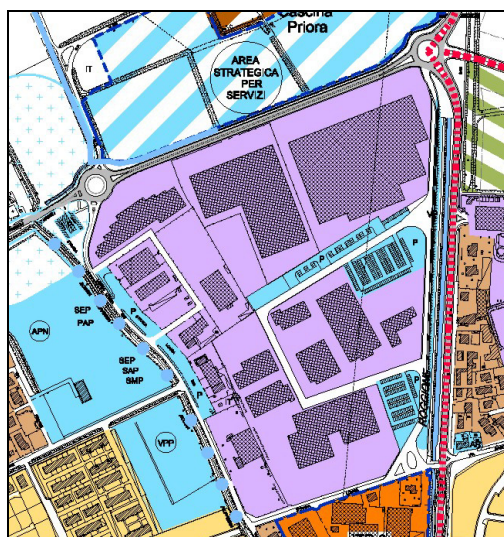 Cascina
Priora
IT
AREA
STRATEGICA
PER
SERVIZI
P
P
P
SEP
PAP
APN
SEP
SAP
SMP
P
P
VPP